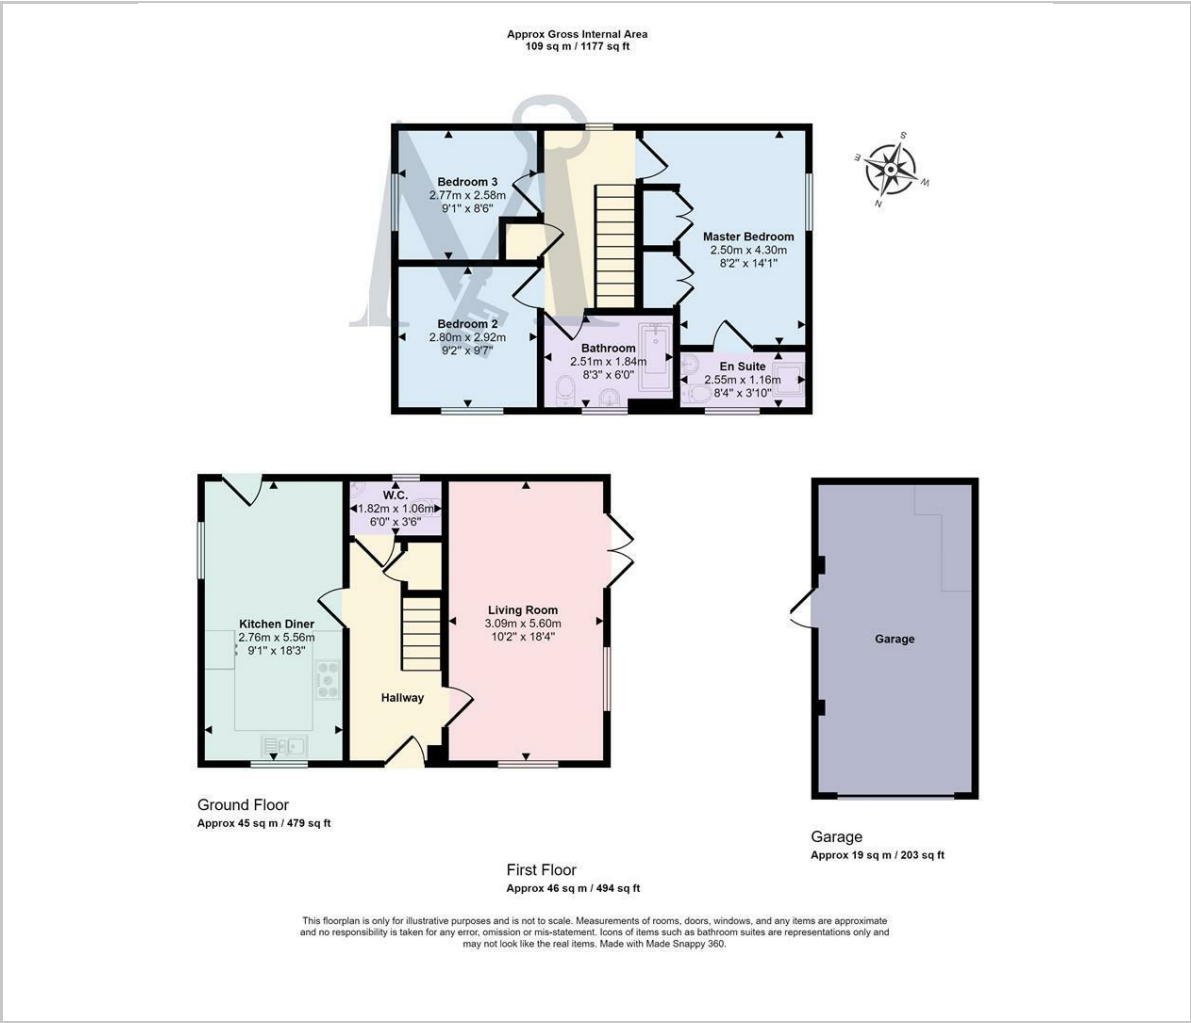 Approx Gross Internal Area
109 sq m / 1177 sq ft
S
E
W
N
Bedroom 3
2.77m x 2.58m
9'1" x 8'6"
Master Bedroom
2.50m x 4.30m
8'2" x 14'1"
Bedroom 2
2.80m x 2.92m
9'2" x 9'7"
Bathroom
2.51m x 1.84m
8'3" x 6'0"
En Suite
2.55m x 1.16m
8'4" x 3'10"
W.C.
1.82m x 1.06m
6'0" x 3'6"
Kitchen Diner
2.76m x 5.56m
9'1" x 18'3"
Living Room
3.09m x 5.60m
10'2" x 18'4"
Hallway
Garage
Ground Floor
Approx 45 sq m / 479 sq ft
Garage
Approx 19 sq m / 203 sq ft
First Floor
Approx 46 sq m / 494 sq ft
This floorplan is only for illustrative purposes and is not to scale. Measurements of rooms, doors, windows, and any items are approximate
and no responsibility is taken for any error, omission or mis-statement. Icons of items such as bathroom suites are representations only and
may not look like the real items. Made with Made Snappy 360.